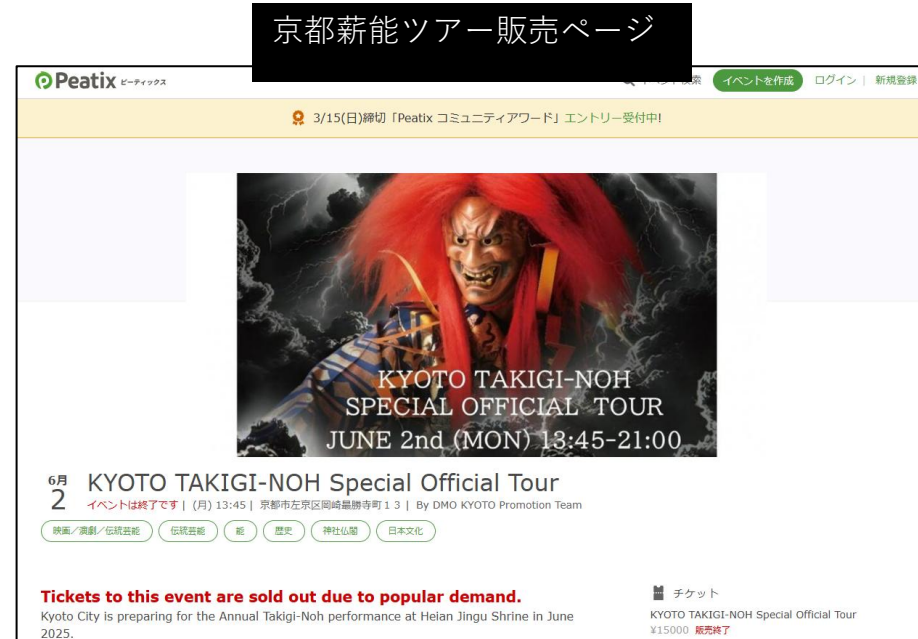 京都薪能ツアー販売ページ
Peatix ピーティックス
イベントを作成 ログイン | 新規登録
3/15(日)締切「Peatix コミュニティアワード」エントリー受付中!
KYOTO TAKIGI-NOH
SPECIAL OFFICIAL TOUR
JUNE 2nd (MON) 13:45-21:00
6月
2
KYOTO TAKIGI-NOH Special Official Tour
イベントは終了です | (月) 13:45 | 京都市左京区岡崎最勝寺町13 | By DMO KYOTO Promotion Team
映画/演劇/伝統芸能 伝統芸能 能 歴史 神社仏閣 日本文化
Tickets to this event are sold out due to popular demand.
Kyoto City is preparing for the Annual Takigi-Noh performance at Heian Jingu Shrine in June
2025.
チケット
KYOTO TAKIGI-NOH Special Official Tour
¥15000 販売終了